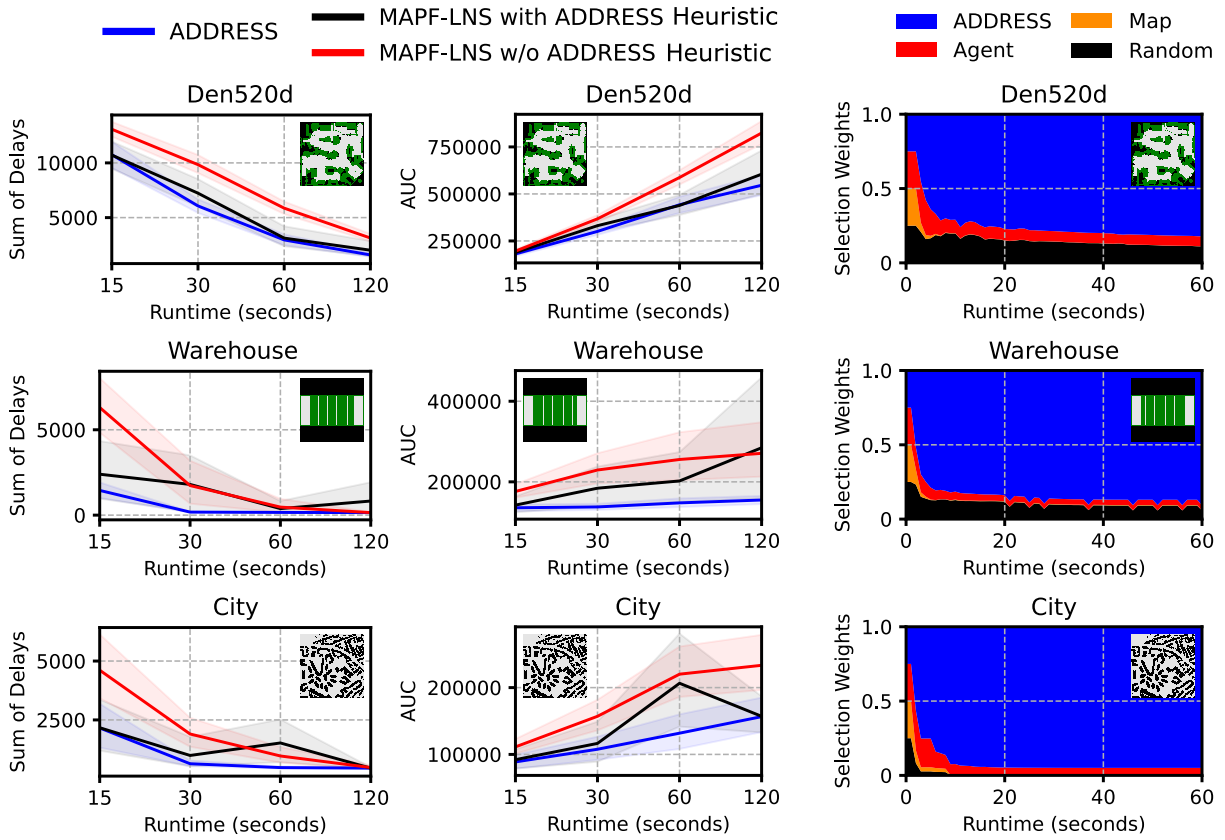 ADDRESS
MAPF-LNS with ADDRESS Heuristic
MAPF-LNS w/o ADDRESS Heuristic
ADDRESS
Agent
Map
Random
Den520d
Sum of Delays
10000
5000
15
30
60
120
Runtime (seconds)
Den520d
AUC
750000
500000
250000
15
30
60
120
Runtime (seconds)
Den520d
Selection Weights
1.0
0.5
0
0
20
40
60
Runtime (seconds)
Warehouse
Sum of Delays
5000
0
15
30
60
120
Runtime (seconds)
Warehouse
AUC
400000
200000
15
30
60
120
Runtime (seconds)
Warehouse
Selection Weights
1.0
0.5
0
0
20
40
60
Runtime (seconds)
City
Sum of Delays
5000
2500
15
30
60
120
Runtime (seconds)
City
AUC
200000
100000
15
30
60
120
Runtime (seconds)
City
Selection Weights
1.0
0.5
0
0
20
40
60
Runtime (seconds)